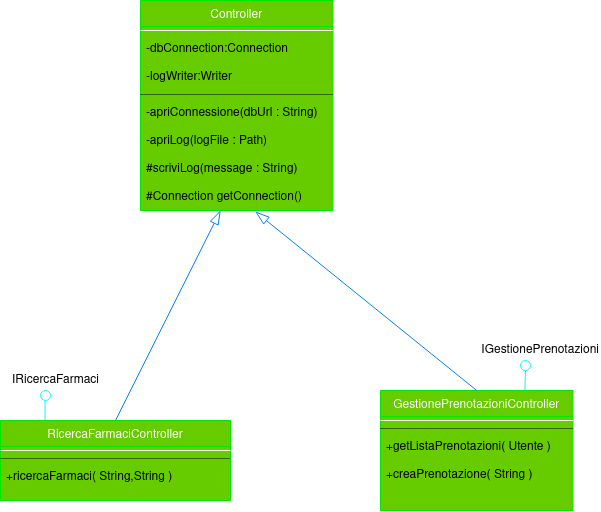 Controller
-dbConnection:Connection
-logWriter:Writer
-apriConnessione(dbUrl : String)
-apriLog(logFile : Path)
#scriviLog(message : String)
#Connection getConnection()
IGestionePrenotazioni
IRicercaFarmaci
GestionePrenotazioniController
RicercaFarmaciController
+getListaPrenotazioni( Utente )
+ricercaFarmaci( String,String )
+creaPrenotazione( String )